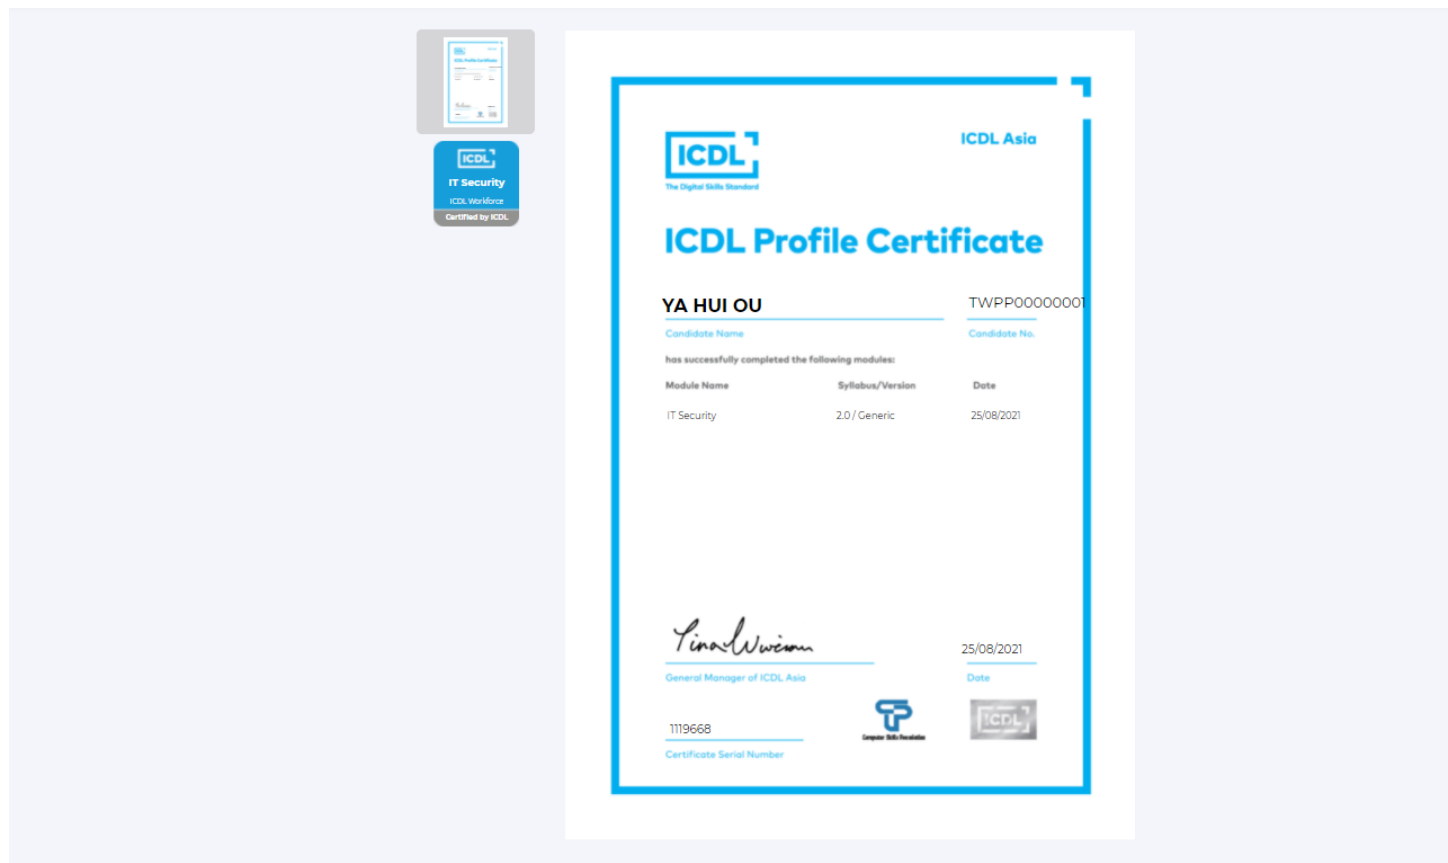 ICDL
IT Security
ICDL Workforce
Certified by ICDL
ICDL
The Digital Skills Standard
ICDL Asia
ICDL Profile Certificate
YA HUI OU
TWPP00000001
Candidate Name
Candidate No.
has successfully completed the following modules:
Module Name Syllabus/Version Date
IT Security 2.0 / Generic 25/08/2021
25/08/2021
General Manager of ICDL Asia
Date
1119668
Computer Skills Foundation
ICDL
Certificate Serial Number